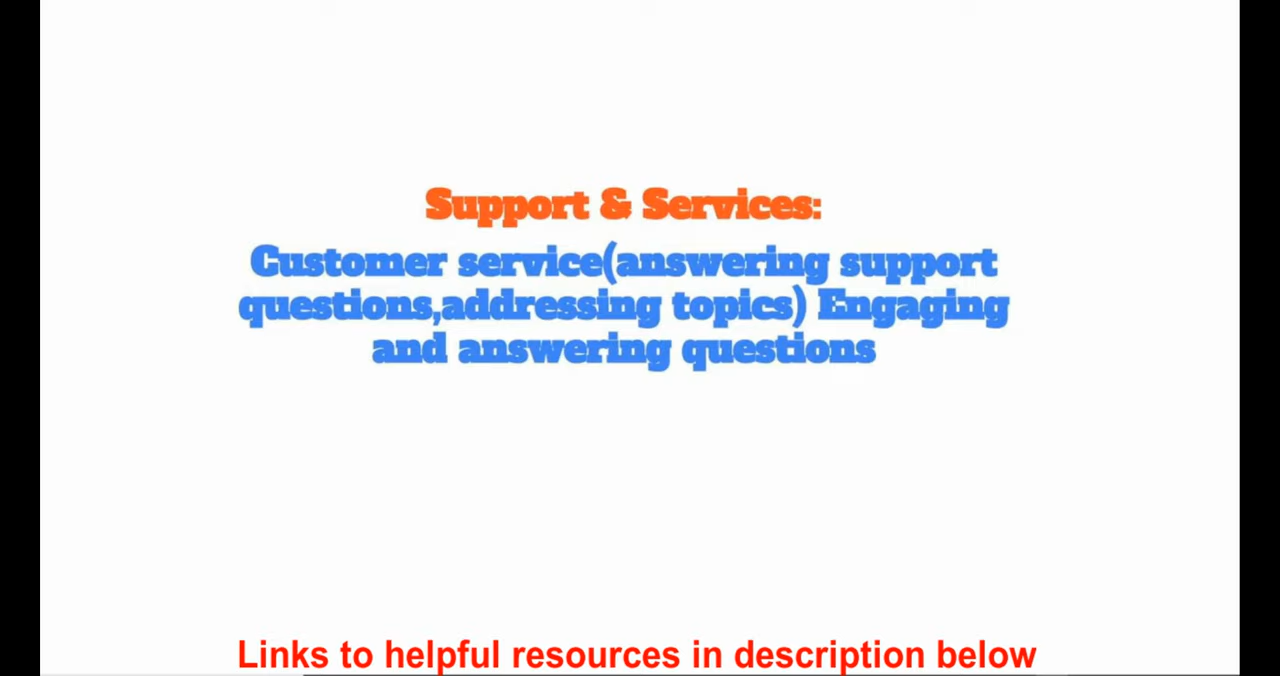 Support & Services:
Customer service(answering support
questions,addressing topics) Engaging
and answering questions
Links to helpful resources in description below